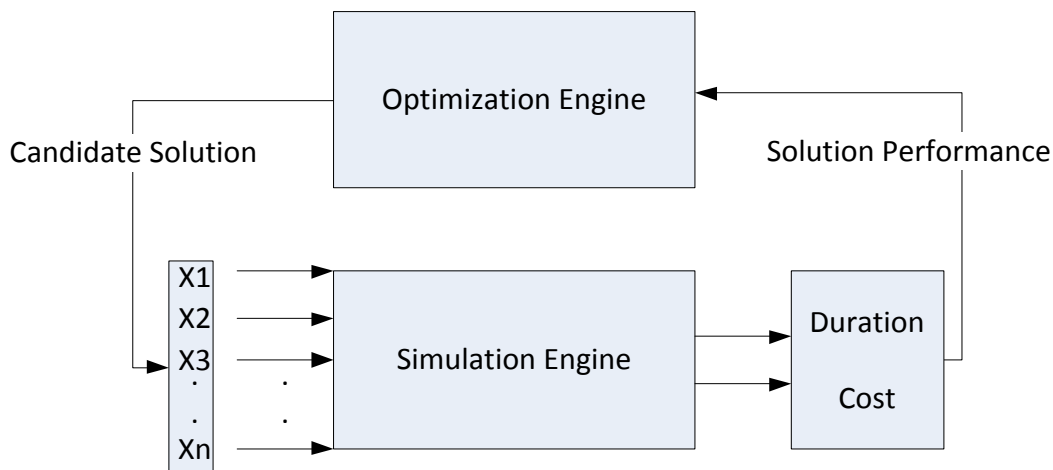 Optimization Engine
Candidate Solution
Solution Performance
X1
X2
X3
.
.
.
.
Xn
Simulation Engine
Duration
Cost